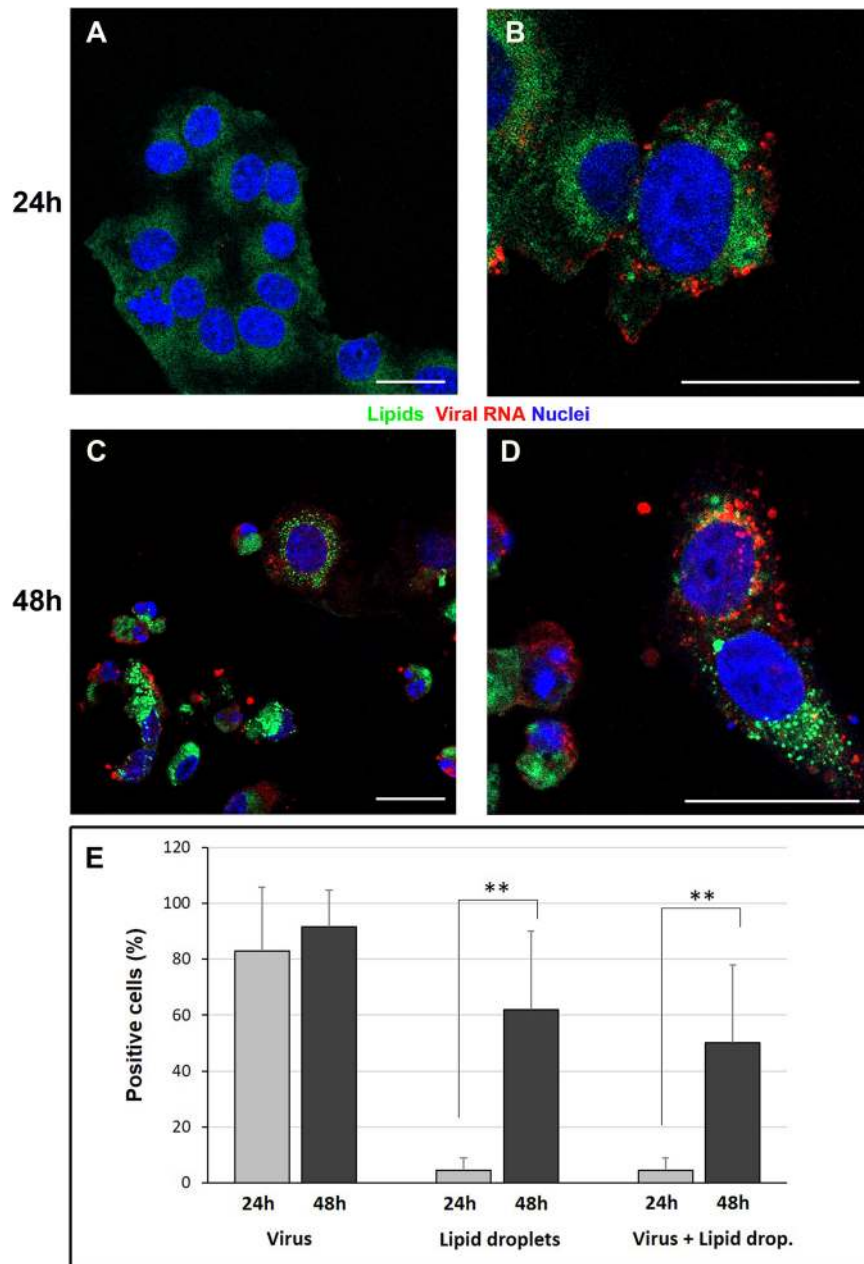 A
B
24h
Lipids Viral RNA Nuclei
C
D
48h
E
120
100
80
60
40
20
0
Positive cells (%)
**
**
24h 48h 24h 48h 24h 48h
Virus Lipid droplets Virus + Lipid drop.